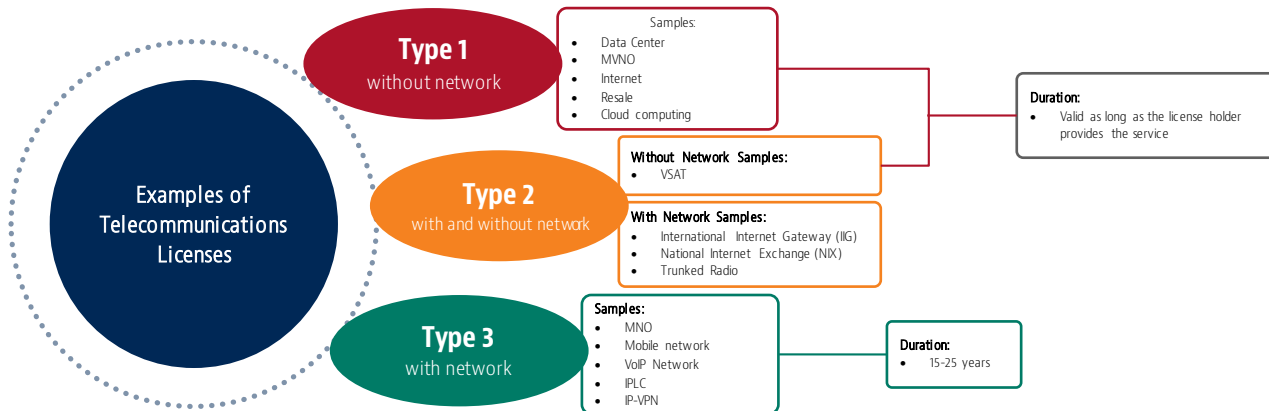 Examples of
Telecommunications
Licenses
Type 1
without network
Samples:
• Data Center
• MVNO
• Internet
• Resale
• Cloud computing
Type 2
with and without network
Without Network Samples:
• VSAT
With Network Samples:
• International Internet Gateway (IIG)
• National Internet Exchange (NIX)
• Trunked Radio
Duration:
• Valid as long as the license holder
provides the service
Type 3
with network
Samples:
• MNO
• Mobile network
• VoIP Network
• IPLC
• IP-VPN
Duration:
• 15-25 years